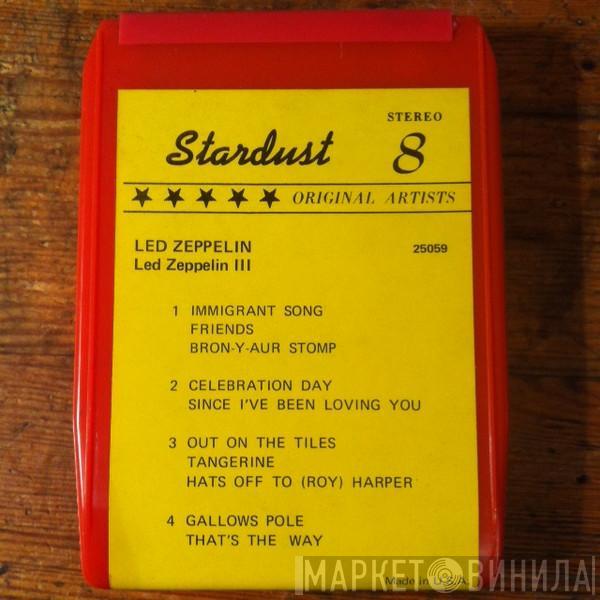 STEREO
Stardust 8
ORIGINAL ARTISTS
LED ZEPPELIN 25059
Led Zeppelin III
1 IMMIGRANT SONG
FRIENDS
BRON-Y-AUR STOMP
2 CELEBRATION DAY
SINCE I'VE BEEN LOVING YOU
3 OUT ON THE TILES
TANGERINE
HATS OFF TO (ROY) HARPER
4 GALLOWS POLE
THAT'S THE WAY
МАРКЕТ ВИНИЛА
Made in U.S.A.